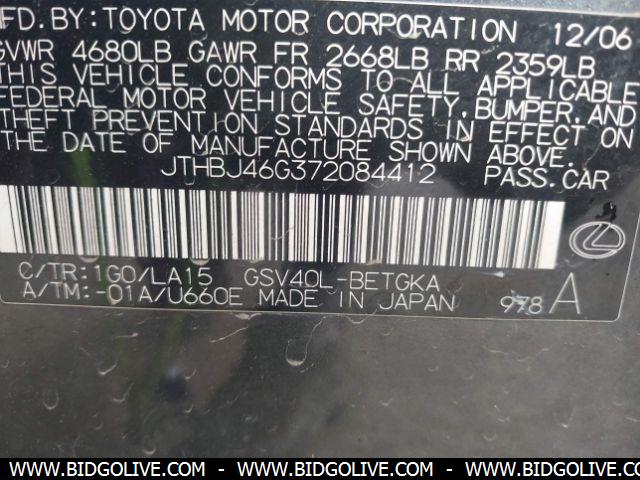 MFD.BY:TOYOTA MOTOR CORPORATION 12/06
GVWR 4680LB GAWR FR 2668LB RR 2359LB
THIS VEHICLE CONFORMS TO ALL APPLICABLE
FEDERAL MOTOR VEHICLE SAFETY,BUMPER,AND
THEFT PREVENTION STANDARDS IN EFFECT ON
THE DATE OF MANUFACTURE SHOWN ABOVE.
JTHBJ46G372084412 PASS.CAR
C/TR:1G0/LA15 GSV40L-BETGKA
A/TM:-01A/U660E MADE IN JAPAN 978 A
WWW.BIDGOLIVE.COM - WWW.BIDGOLIVE.COM - WWW.BIDGOLIVE.COM